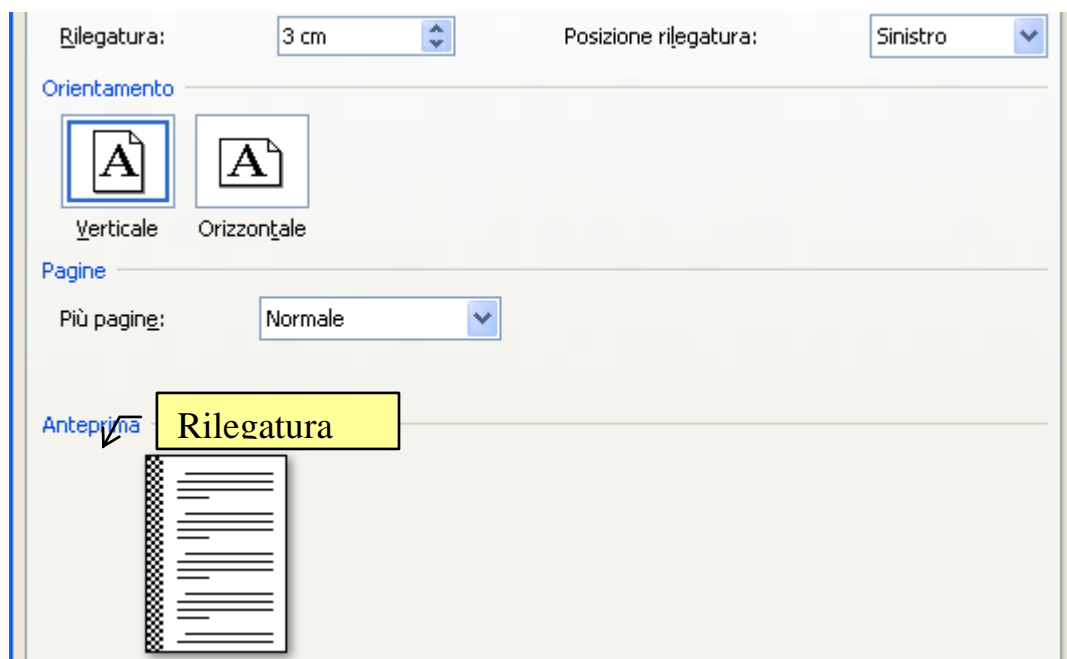 Rilegatura: 3 cm Posizione rilegatura: Sinistro
Orientamento
A A
Verticale Orizzontale
Pagine
Più pagine: Normale
Anteprima Rilegatura